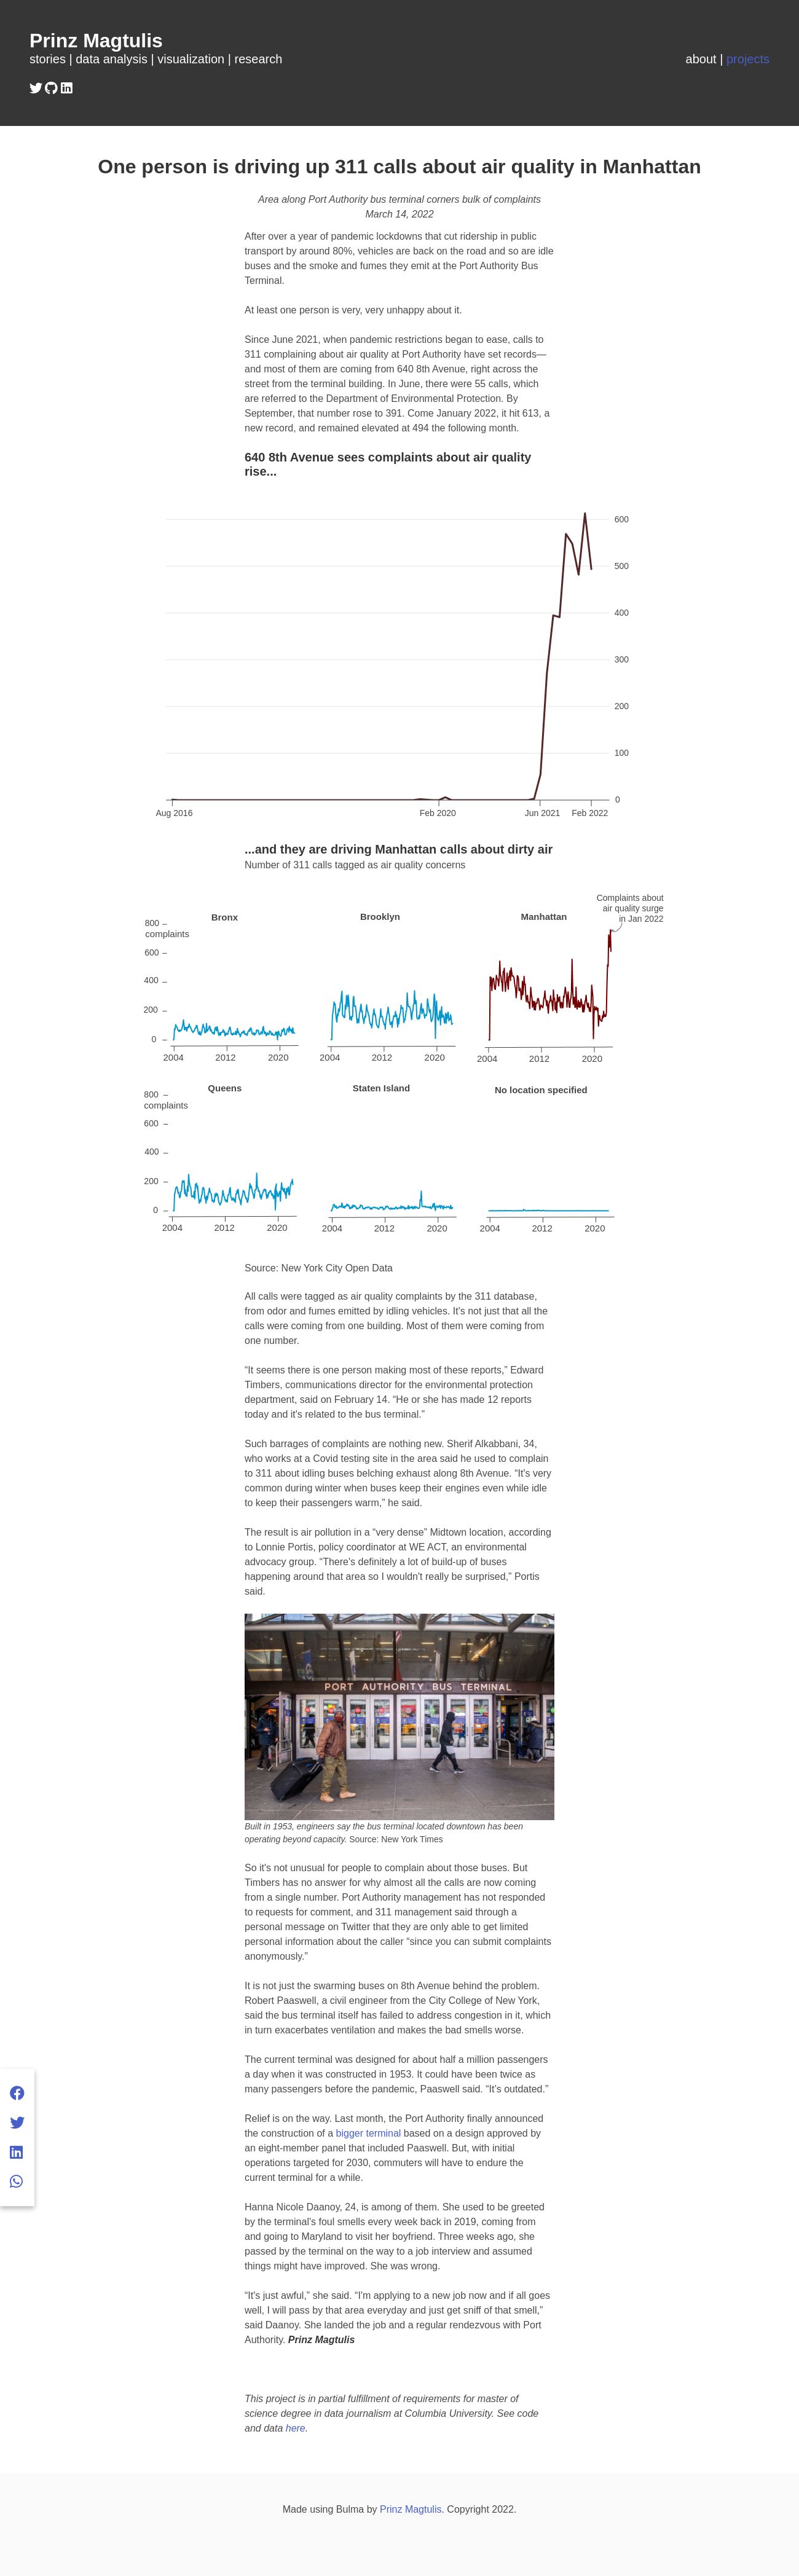 Prinz Magtulis
stories | data analysis | visualization | research
about | projects
One person is driving up 311 calls about air quality in Manhattan
Area along Port Authority bus terminal corners bulk of complaints
March 14, 2022
After over a year of pandemic lockdowns that cut ridership in public
transport by around 80%, vehicles are back on the road and so are idle
buses and the smoke and fumes they emit at the Port Authority Bus
Terminal.
At least one person is very, very unhappy about it.
Since June 2021, when pandemic restrictions began to ease, calls to
311 complaining about air quality at Port Authority have set records—
and most of them are coming from 640 8th Avenue, right across the
street from the terminal building. In June, there were 55 calls, which
are referred to the Department of Environmental Protection. By
September, that number rose to 391. Come January 2022, it hit 613, a
new record, and remained elevated at 494 the following month.
640 8th Avenue sees complaints about air quality
rise...
600
500
400
300
200
100
0
Aug 2016
Feb 2020
Jun 2021
Feb 2022
...and they are driving Manhattan calls about dirty air
Number of 311 calls tagged as air quality concerns
Complaints about
air quality surge
in Jan 2022
Bronx
Brooklyn
Manhattan
800
complaints
600
400
200
0
2004
2012
2020
2004
2012
2020
2004
2012
2020
Queens
Staten Island
No location specified
800
complaints
600
400
200
0
2004
2012
2020
2004
2012
2020
2004
2012
2020
Source: New York City Open Data
All calls were tagged as air quality complaints by the 311 database,
from odor and fumes emitted by idling vehicles. It's not just that all the
calls were coming from one building. Most of them were coming from
one number.
“It seems there is one person making most of these reports,” Edward
Timbers, communications director for the environmental protection
department, said on February 14. “He or she has made 12 reports
today and it's related to the bus terminal.”
Such barrages of complaints are nothing new. Sherif Alkabbani, 34,
who works at a Covid testing site in the area said he used to complain
to 311 about idling buses belching exhaust along 8th Avenue. “It's very
common during winter when buses keep their engines even while idle
to keep their passengers warm,” he said.
The result is air pollution in a “very dense” Midtown location, according
to Lonnie Portis, policy coordinator at WE ACT, an environmental
advocacy group. “There's definitely a lot of build-up of buses
happening around that area so I wouldn't really be surprised,” Portis
said.
PORT AUTHORITY BUS TERMINAL
Built in 1953, engineers say the bus terminal located downtown has been
operating beyond capacity. Source: New York Times
So it's not unusual for people to complain about those buses. But
Timbers has no answer for why almost all the calls are now coming
from a single number. Port Authority management has not responded
to requests for comment, and 311 management said through a
personal message on Twitter that they are only able to get limited
personal information about the caller “since you can submit complaints
anonymously.”
It is not just the swarming buses on 8th Avenue behind the problem.
Robert Paaswell, a civil engineer from the City College of New York,
said the bus terminal itself has failed to address congestion in it, which
in turn exacerbates ventilation and makes the bad smells worse.
The current terminal was designed for about half a million passengers
a day when it was constructed in 1953. It could have been twice as
many passengers before the pandemic, Paaswell said. “It's outdated.”
Relief is on the way. Last month, the Port Authority finally announced
the construction of a bigger terminal based on a design approved by
an eight-member panel that included Paaswell. But, with initial
operations targeted for 2030, commuters will have to endure the
current terminal for a while.
Hanna Nicole Daanoy, 24, is among of them. She used to be greeted
by the terminal's foul smells every week back in 2019, coming from
and going to Maryland to visit her boyfriend. Three weeks ago, she
passed by the terminal on the way to a job interview and assumed
things might have improved. She was wrong.
“It's just awful,” she said. “I'm applying to a new job now and if all goes
well, I will pass by that area everyday and just get sniff of that smell,”
said Daanoy. She landed the job and a regular rendezvous with Port
Authority. Prinz Magtulis
This project is in partial fulfillment of requirements for master of
science degree in data journalism at Columbia University. See code
and data here.
Made using Bulma by Prinz Magtulis. Copyright 2022.